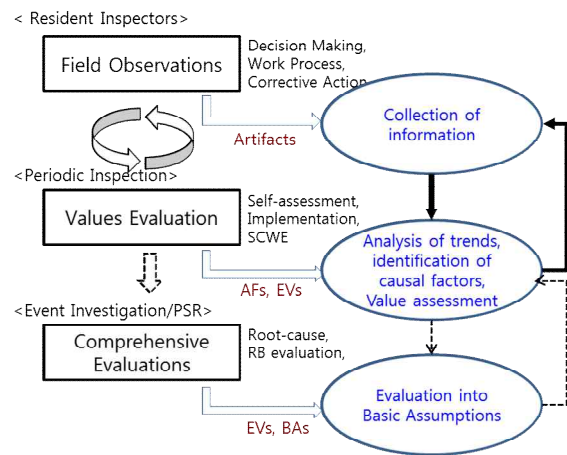 < Resident Inspectors>
Field Observations
Decision Making,
Work Process,
Corrective Action
Artifacts
Collection of
information
<Periodic Inspection>
Values Evaluation
Self-assessment,
Implementation,
SCWE
AFs, EVs
Analysis of trends,
identification of
causal factors,
Value assessment
<Event Investigation/PSR>
Comprehensive
Evaluations
Root-cause,
RB evaluation,
EVs, BAs
Evaluation into
Basic Assumptions